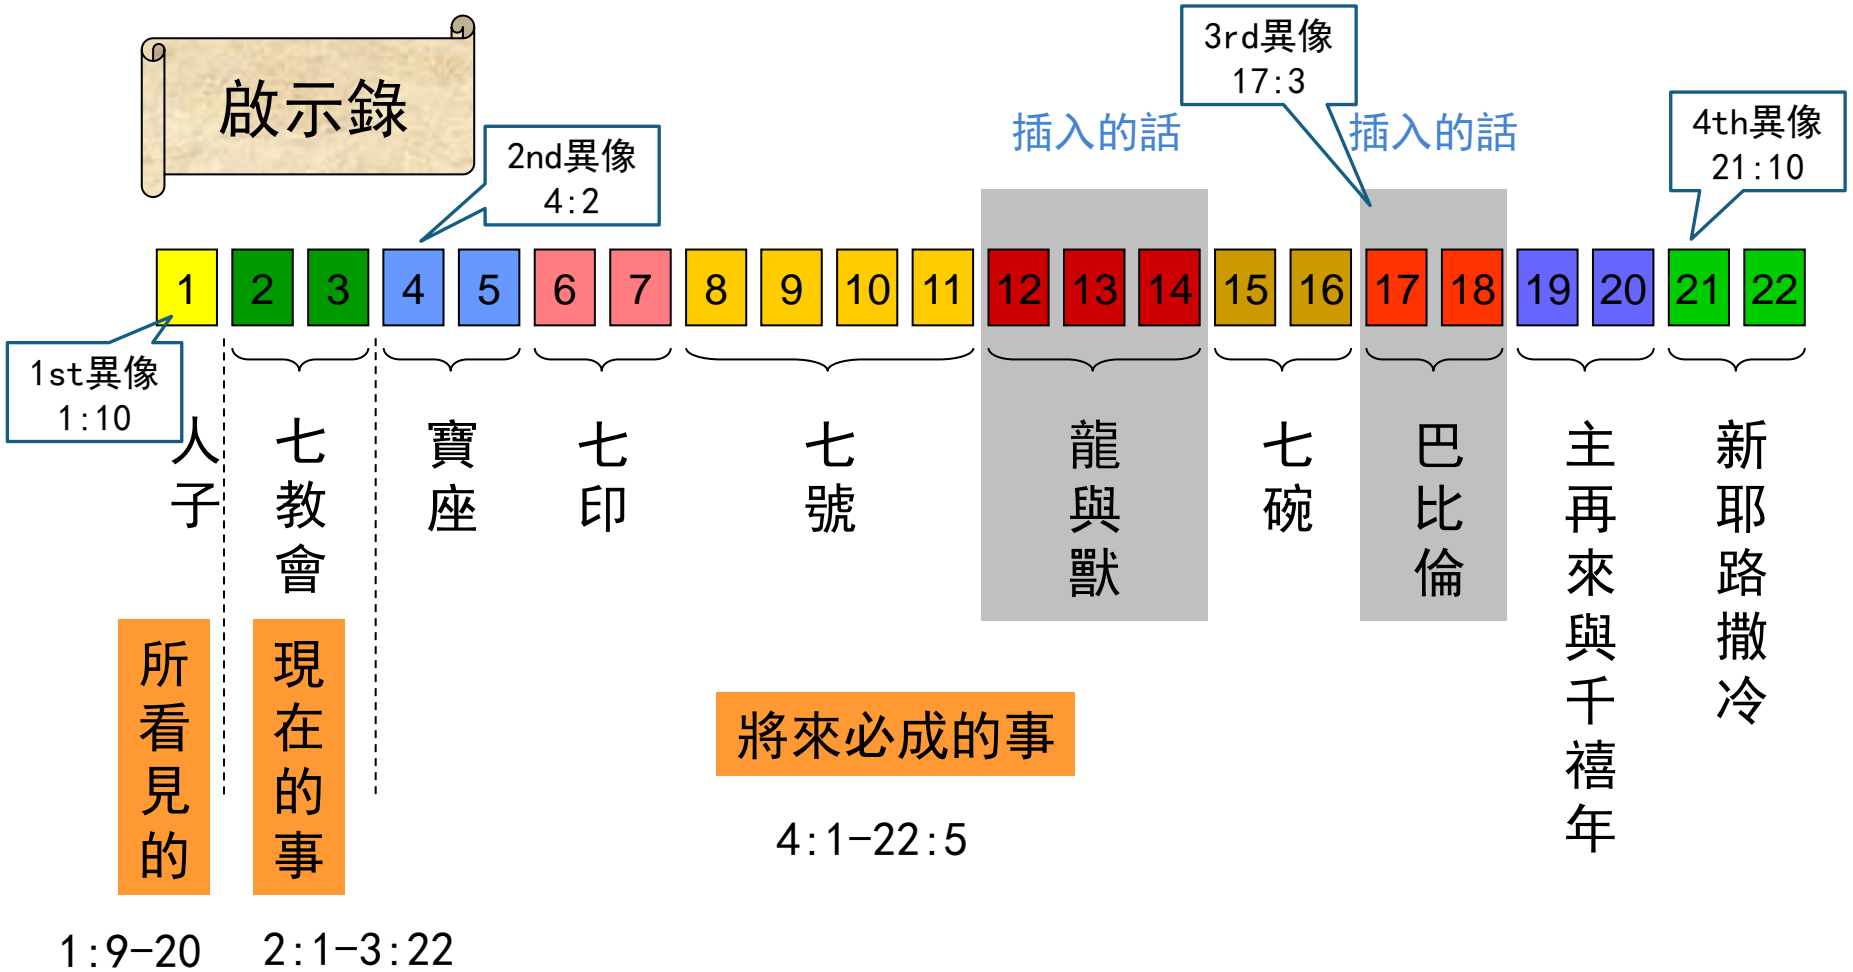 啟示錄
3rd異像
17:3
2nd異像
4:2
插入的話
插入的話
4th異像
21:10
1 2 3 4 5 6 7 8 9 10 11 12 13 14 15 16 17 18 19 20 21 22
1st異像
1:10
人子
七教會
寶座
七印
七號
龍與獸
七碗
巴比倫
主再來與千禧年
新耶路撒冷
所看見的
現在的事
將來必成的事
4:1-22:5
1:9-20
2:1-3:22